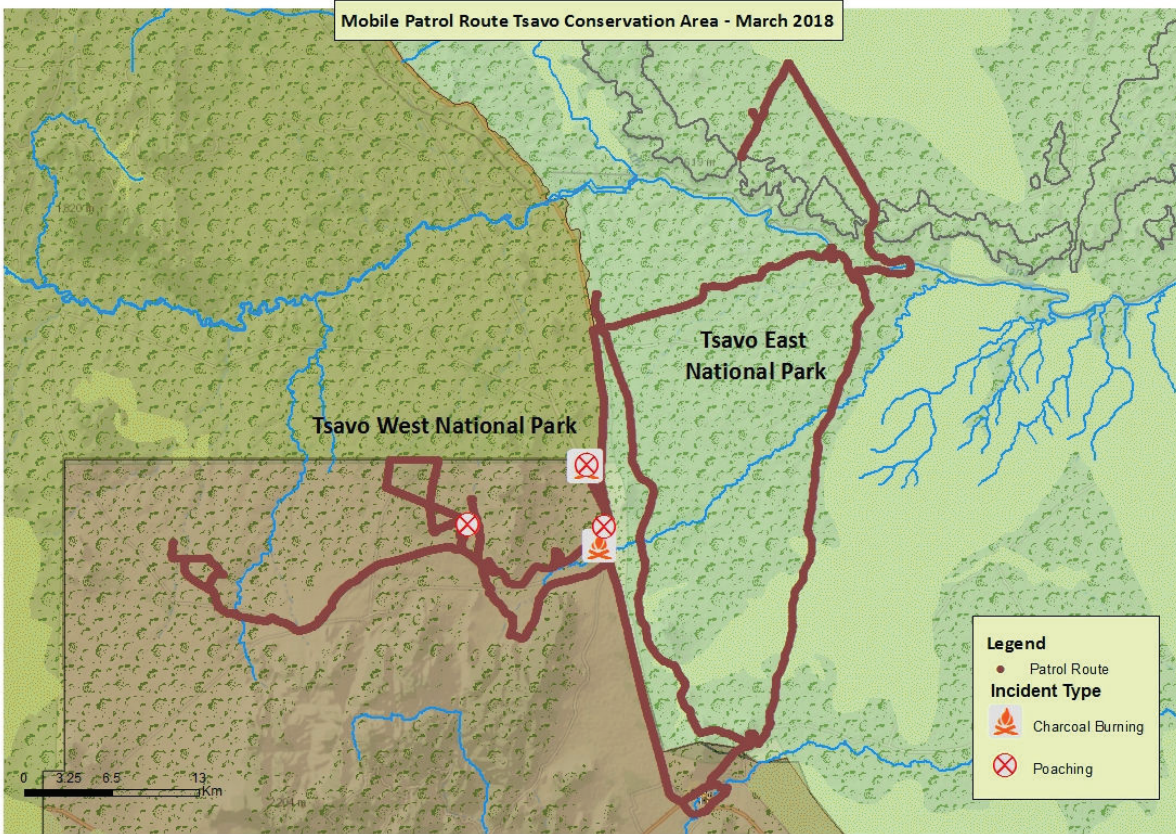 Mobile Patrol Route Tsavo Conservation Area - March 2018
Tsavo East
National Park
Tsavo West National Park
Legend
Patrol Route
Incident Type
Charcoal Burning
Poaching
0 3.25 6.5 13
Km